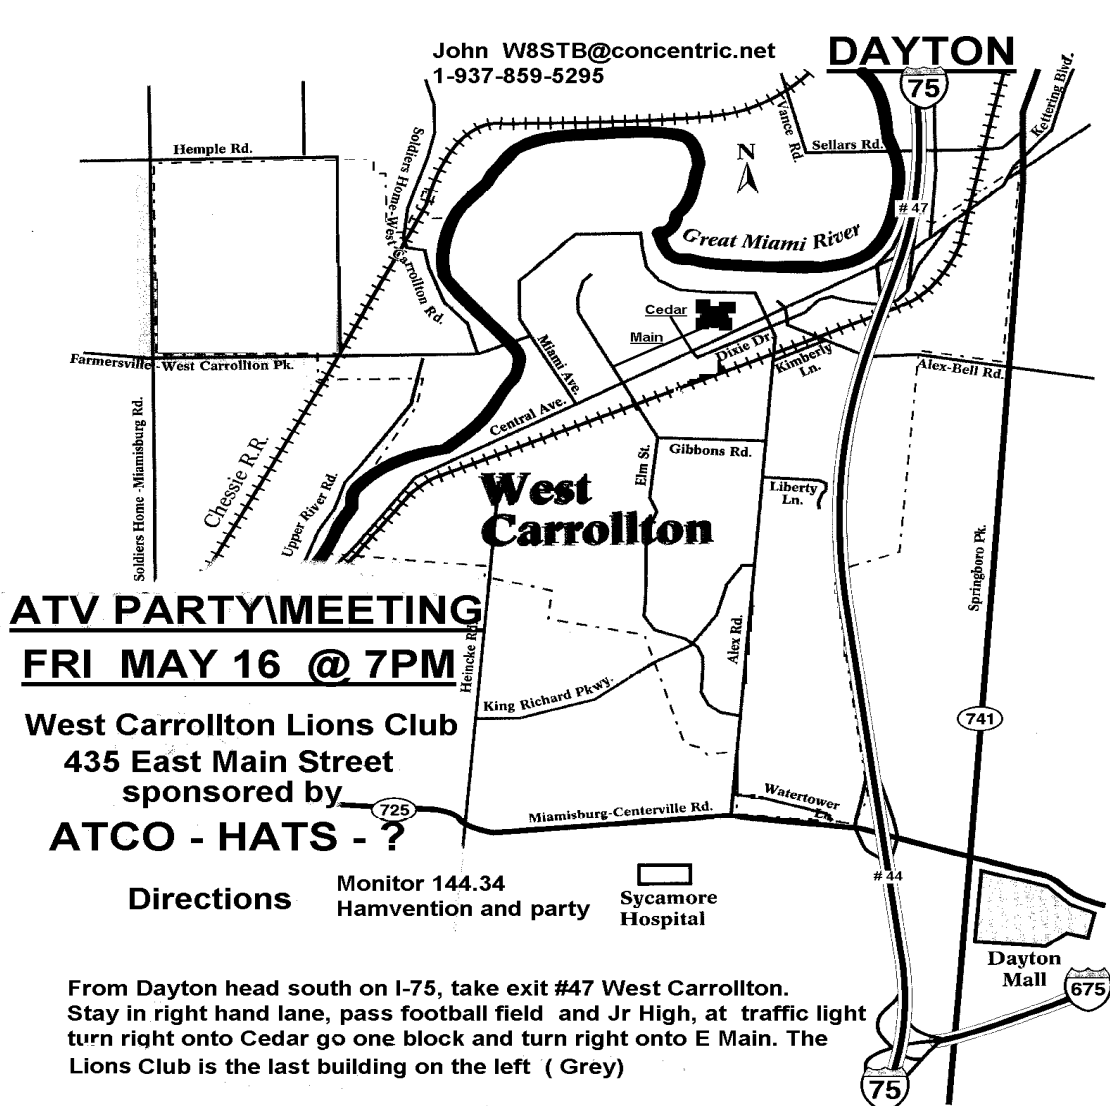 John W8STB@concentric.net
1-937-859-5295
DAYTON
75
Kettering Blvd.
Vance Rd.
Sellars Rd.
Hemple Rd.
Soldiers Home-West Carrollton Rd.
N
# 47
Great Miami River
Cedar
Main
Dixie Dr.
Kimberly
Ln.
Miami Ave.
Farmersville-West Carrollton Pk.
Alex-Bell Rd.
Central Ave.
Soldiers Home-Miamisburg Rd.
Chessie R.R.
Upper River Rd.
Elm St.
Gibbons Rd.
Liberty
Ln.
West
Carrollton
Springboro Pk.
ATV PARTY\MEETING
FRI MAY 16 @ 7PM
Heincke Rd.
Alex Rd.
King Richard Pkwy.
West Carrollton Lions Club
435 East Main Street
sponsored by
ATCO - HATS - ?
741
725
Miamisburg-Centerville Rd.
Watertower
Ln.
# 44
Directions
Monitor 144.34
Hamvention and party
Sycamore
Hospital
Dayton
Mall
675
From Dayton head south on I-75, take exit #47 West Carrollton.
Stay in right hand lane, pass football field and Jr High, at traffic light
turn right onto Cedar go one block and turn right onto E Main. The
Lions Club is the last building on the left ( Grey)
75